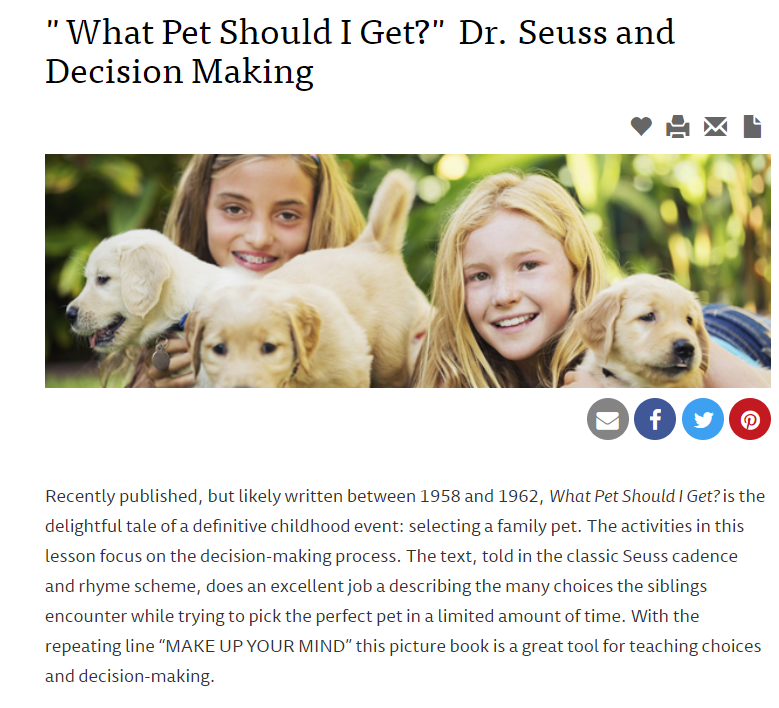 " What Pet Should I Get?" Dr. Seuss and
Decision Making
Recently published, but likely written between 1958 and 1962, What Pet Should I Get? is the
delightful tale of a definitive childhood event: selecting a family pet. The activities in this
lesson focus on the decision-making process. The text, told in the classic Seuss cadence
and rhyme scheme, does an excellent job a describing the many choices the siblings
encounter while trying to pick the perfect pet in a limited amount of time. With the
repeating line “MAKE UP YOUR MIND” this picture book is a great tool for teaching choices
and decision-making.